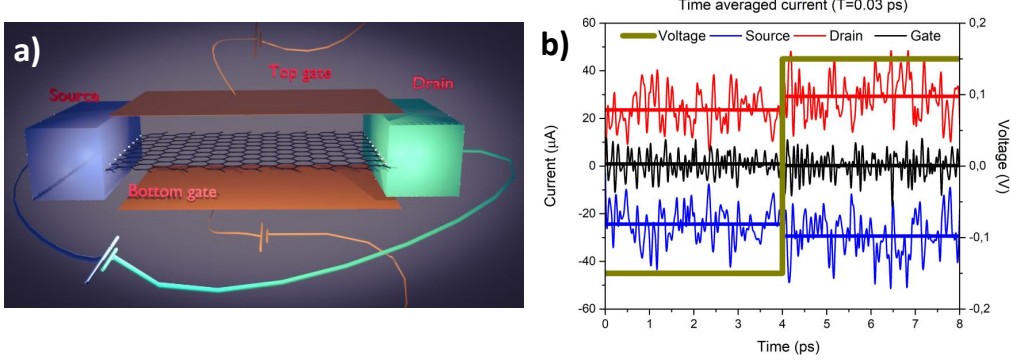 a)
Source
Top gate
Drain
Bottom gate
b)
Time averaged current (T=0.03 ps)
Voltage Source Drain Gate
Current (µA)
60
40
20
0
-20
-40
-60
0,2
0,1
0,0
-0,1
-0,2
Voltage (V)
0 1 2 3 4 5 6 7 8
Time (ps)